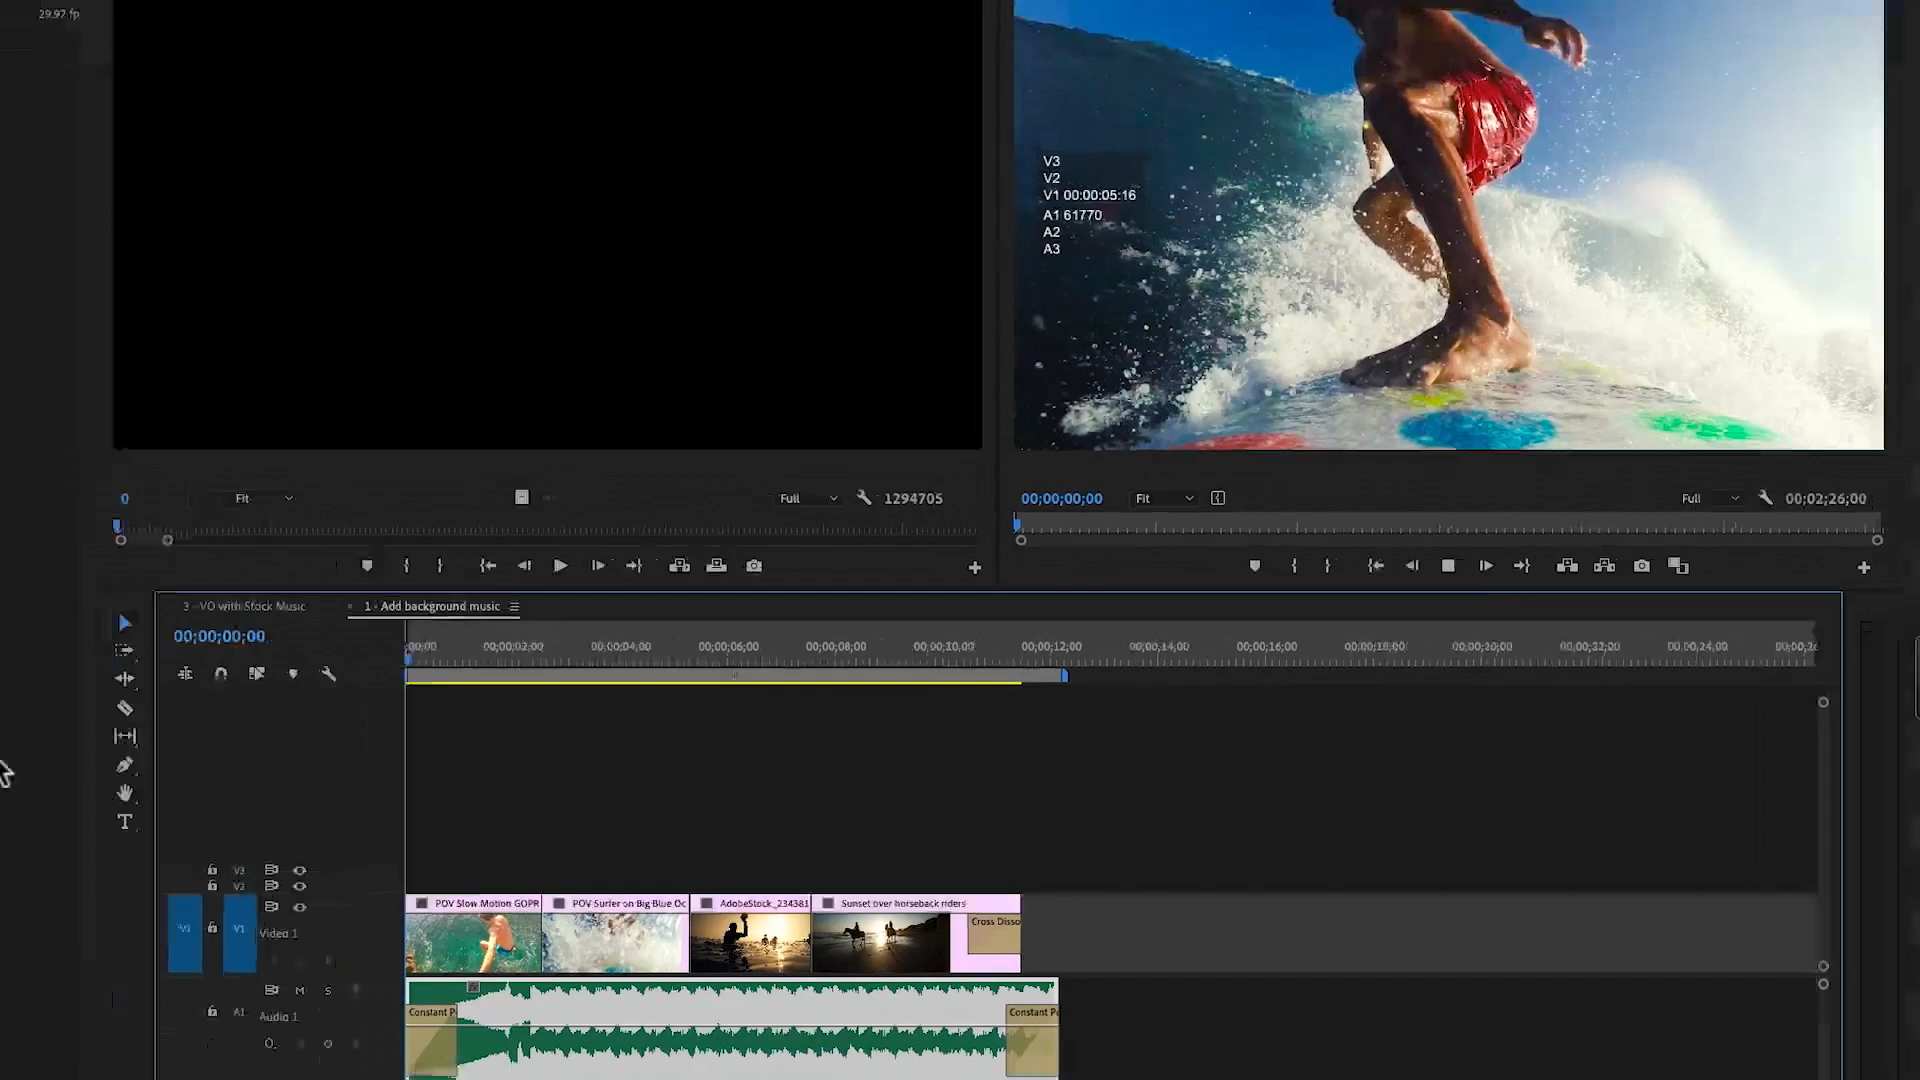 29.97 fp
V3
V2
V1 00:00:05:16
A1 61770
A2
A3
0
Fit
Full
1294705
00;00;00;00
Fit
Full
00;02;26;00
3 - VO with Stock Music
1 - Add background music
00;00;00;00
;00;00
00;00;02;00
00;00;04;00
00;00;06;00
00;00;08;00
00;00;10;00
00;00;12;00
00;00;14;00
00;00;16;00
00;00;18;00
00;00;20;00
00;00;22;00
00;00;24;00
00;00;26
V3
V2
POV Slow Motion GOPR
POV Surfer on Big Blue Oc
AdobeStock_234381
Sunset over horseback riders
V1
V1
Video 1
Cross Disso
M
S
A1
Audio 1
Constant P
Constant Po